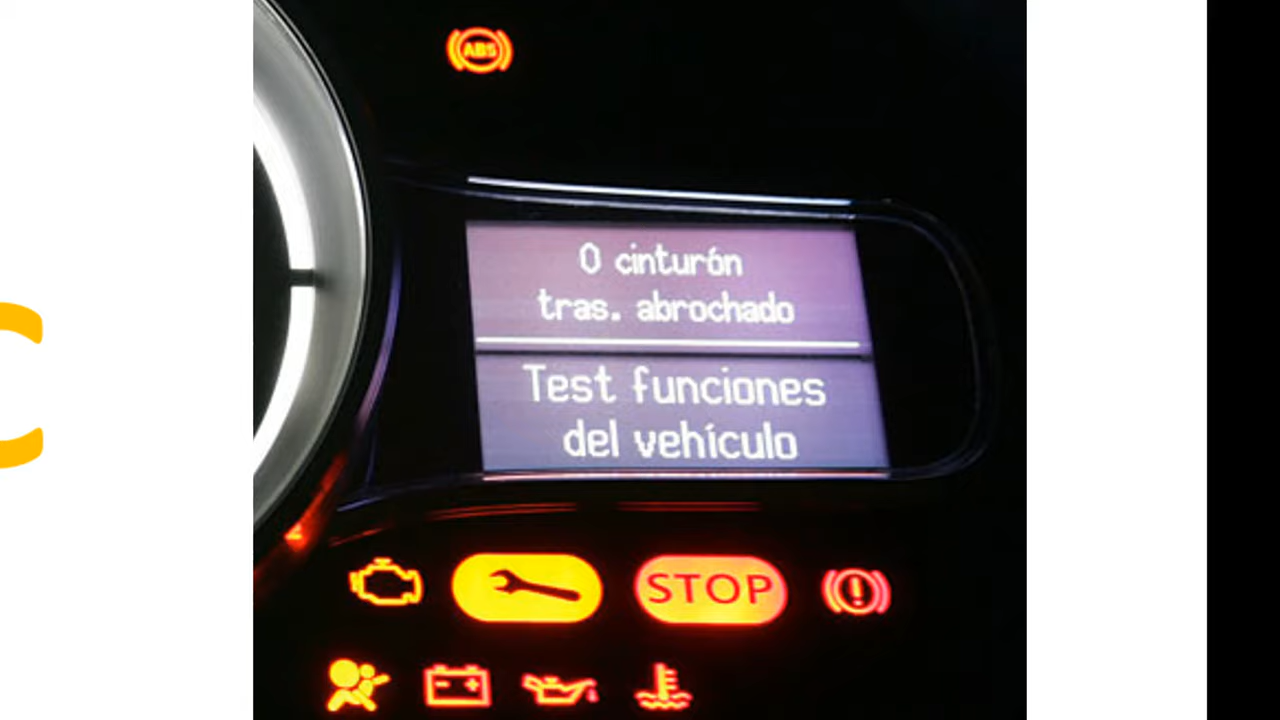 ABS
0 cinturón
tras. abrochado
Test funciones
del vehículo
STOP